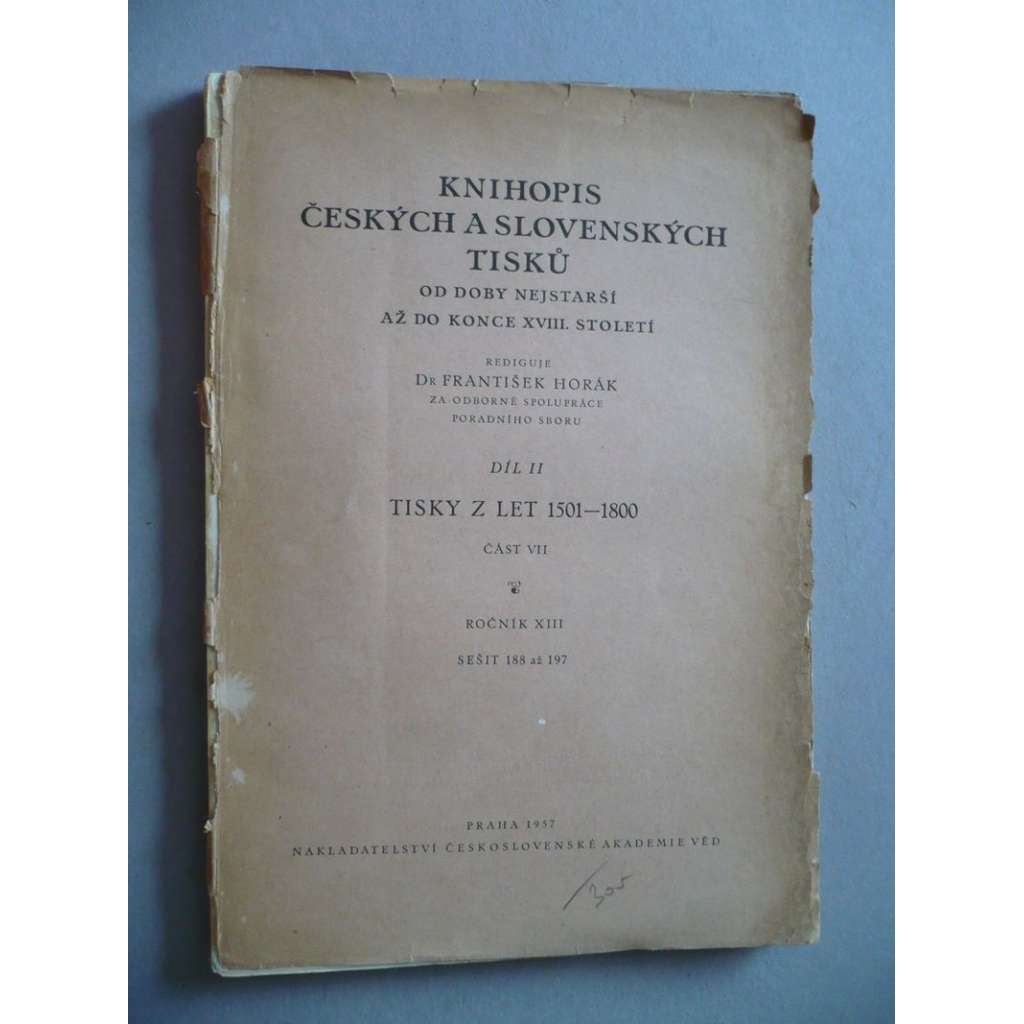 KNIHOPIS
ČESKÝCH A SLOVENSKÝCH
TISKŮ
OD DOBY NEJSTARŠÍ
AŽ DO KONCE XVIII. STOLETÍ
REDIGUJE
DR FRANTIŠEK HORÁK
ZA ODBORNÉ SPOLUPRÁCE
PORADNÍHO SBORU
DÍL II
TISKY Z LET 1501—1800
ČÁST VII
ROČNÍK XIII
SEŠIT 188 až 197
PRAHA 1957
NAKLADATELSTVÍ ČESKOSLOVENSKÉ AKADEMIE VĚD
/305